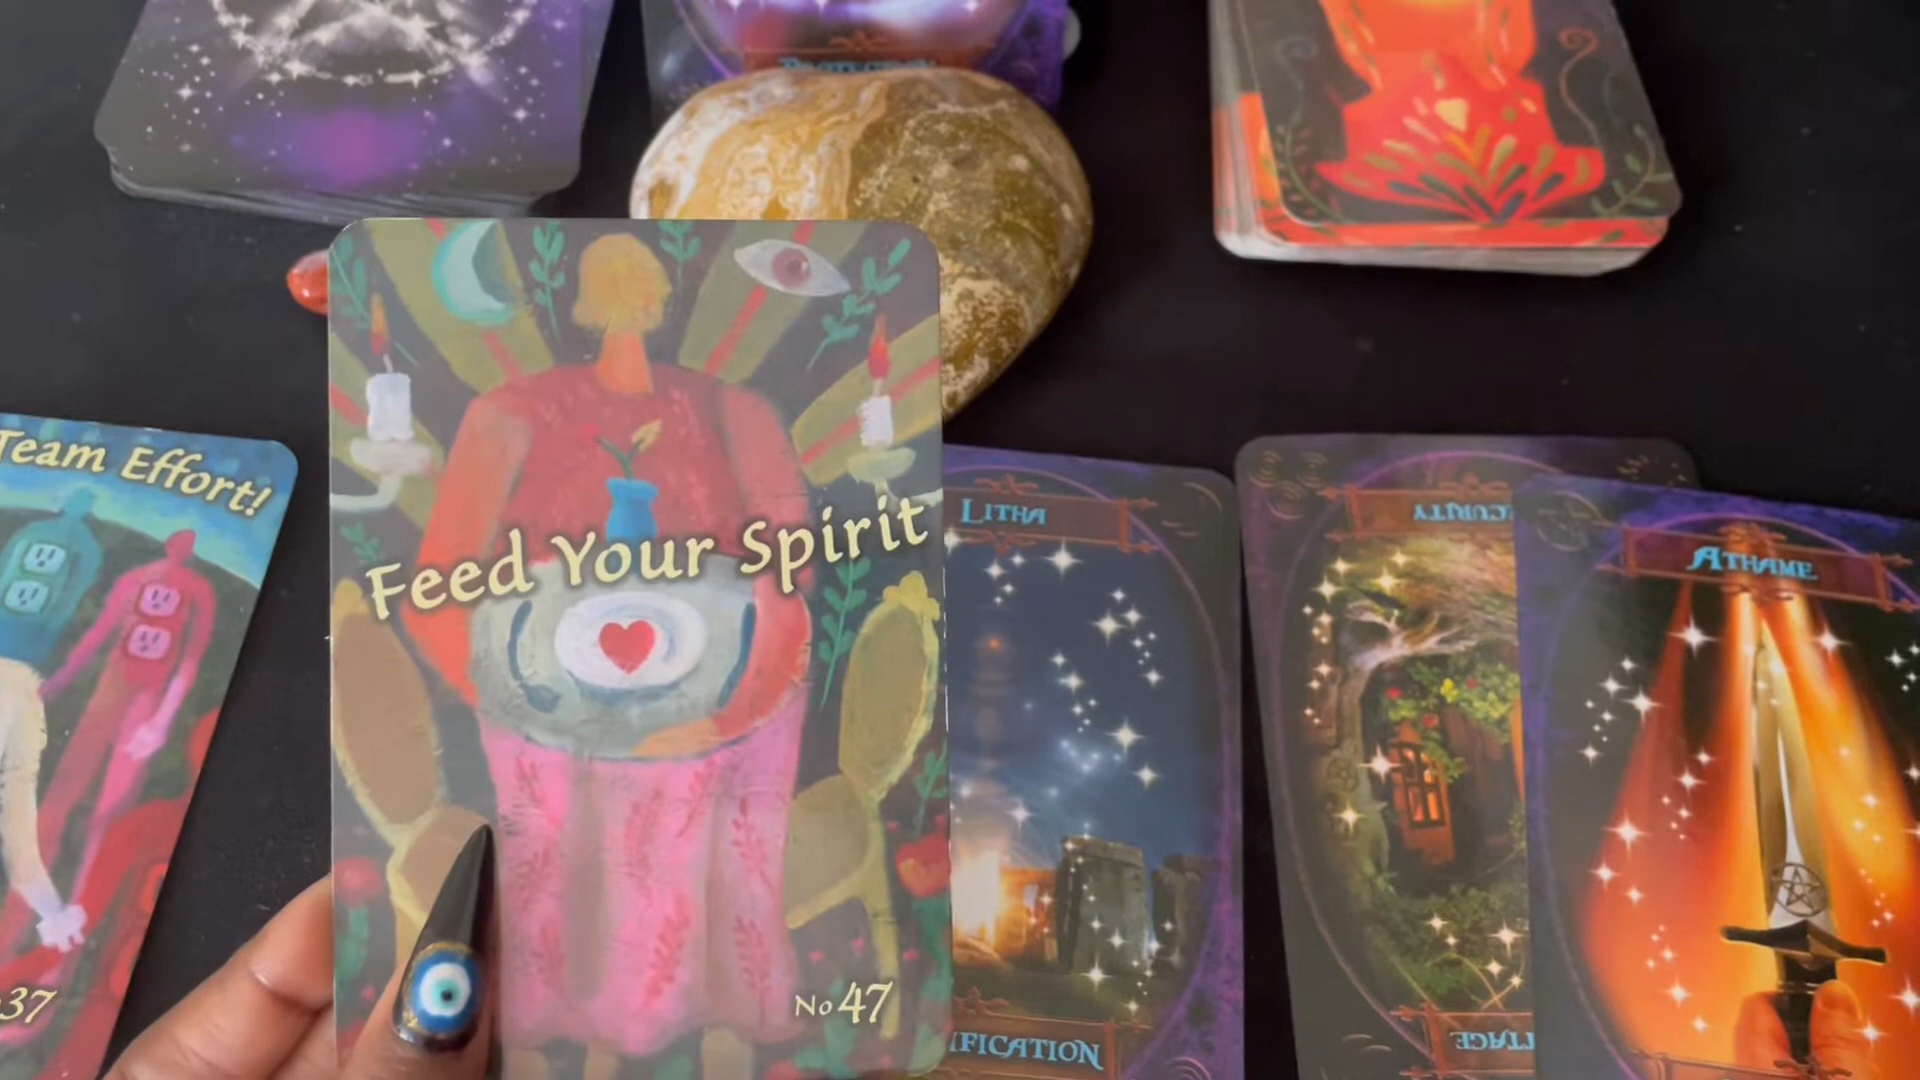 Team Effort!
37
Feed Your Spirit
No 47
LITHA
IFICATION
ATHAME